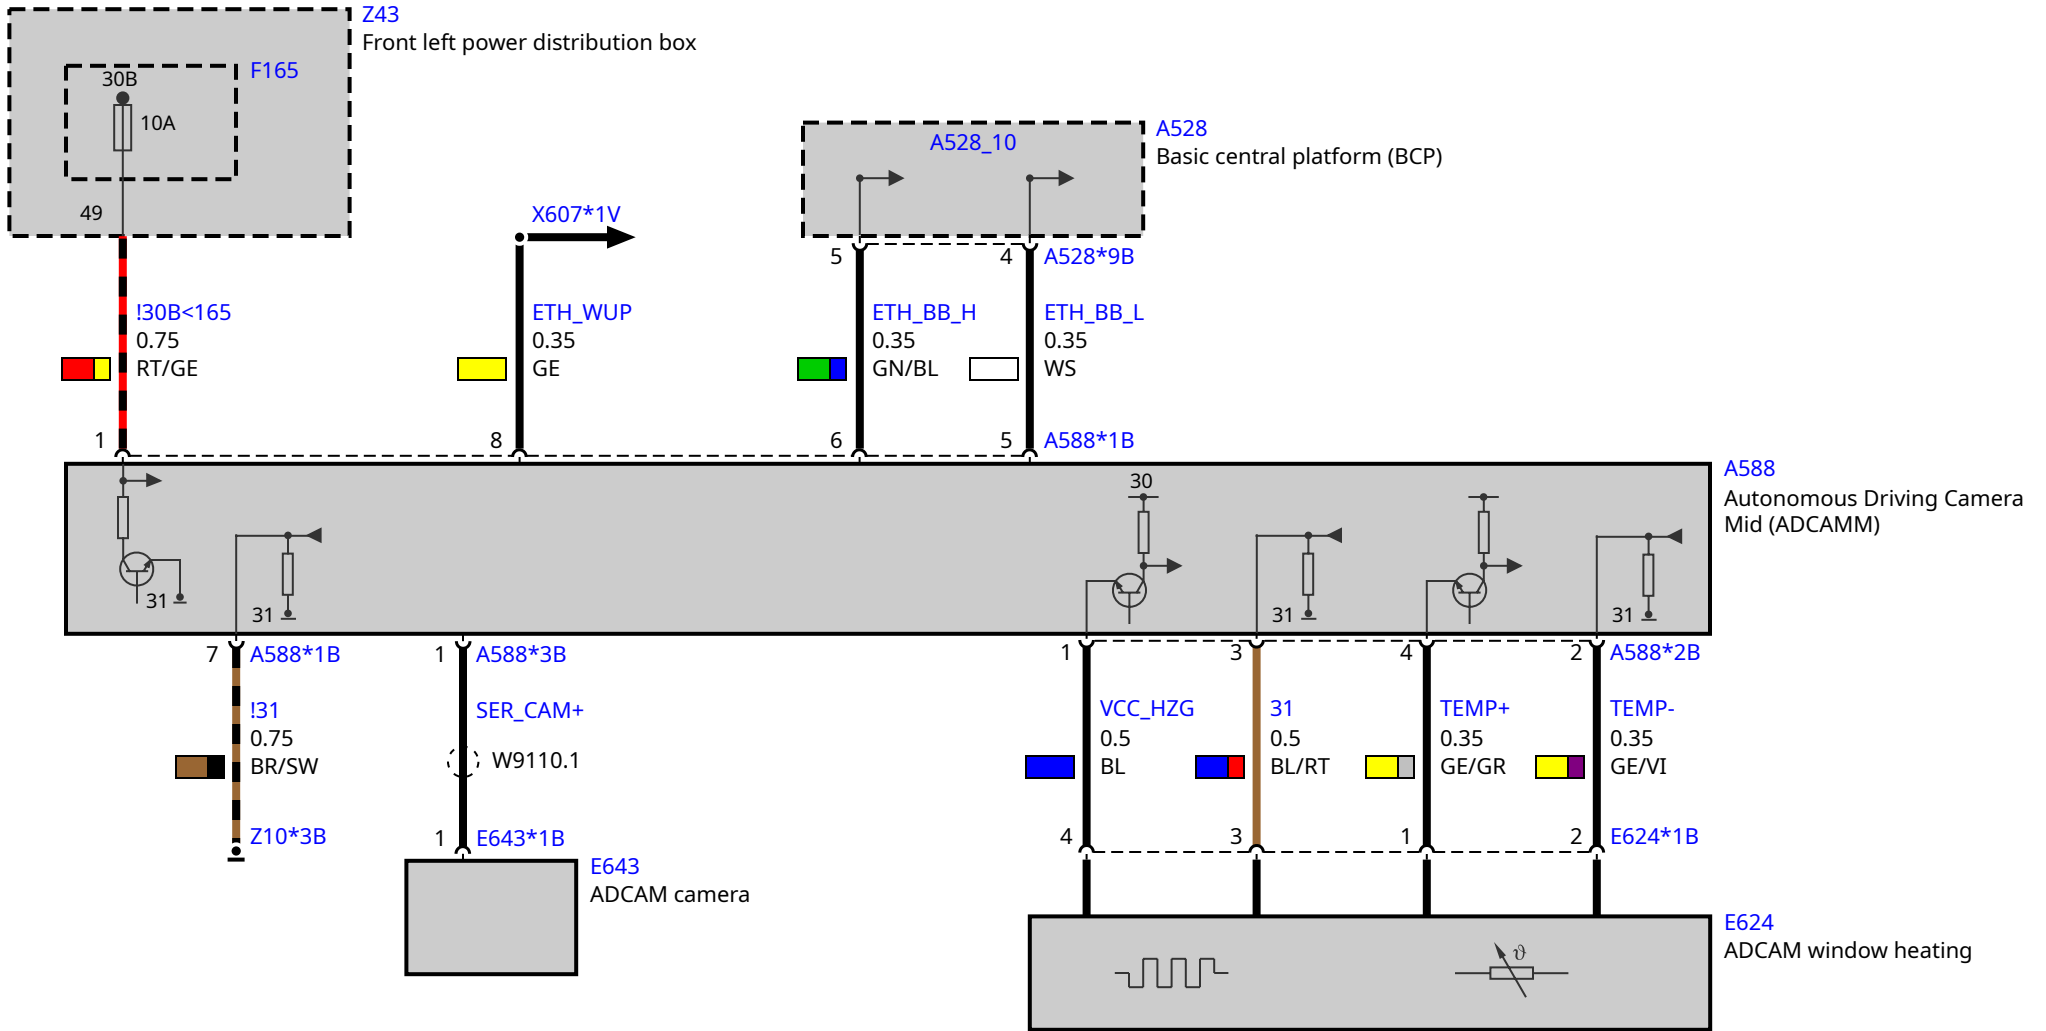 Z43
Front left power distribution box
F165
30B
10A
49
A528_10
A528
Basic central platform (BCP)
X607*1V
5
4
A528*9B
!30B<165
0.75
RT/GE
ETH_WUP
0.35
GE
ETH_BB_H
0.35
GN/BL
ETH_BB_L
0.35
WS
1
8
6
5
A588*1B
A588
Autonomous Driving Camera
Mid (ADCAMM)
30
31
31
31
31
7
A588*1B
1
A588*3B
1
3
4
2
A588*2B
!31
0.75
BR/SW
SER_CAM+
W9110.1
VCC_HZG
0.5
BL
31
0.5
BL/RT
TEMP+
0.35
GE/GR
TEMP-
0.35
GE/VI
Z10*3B
1
E643*1B
4
3
1
2
E624*1B
E643
ADCAM camera
E624
ADCAM window heating
ϑ